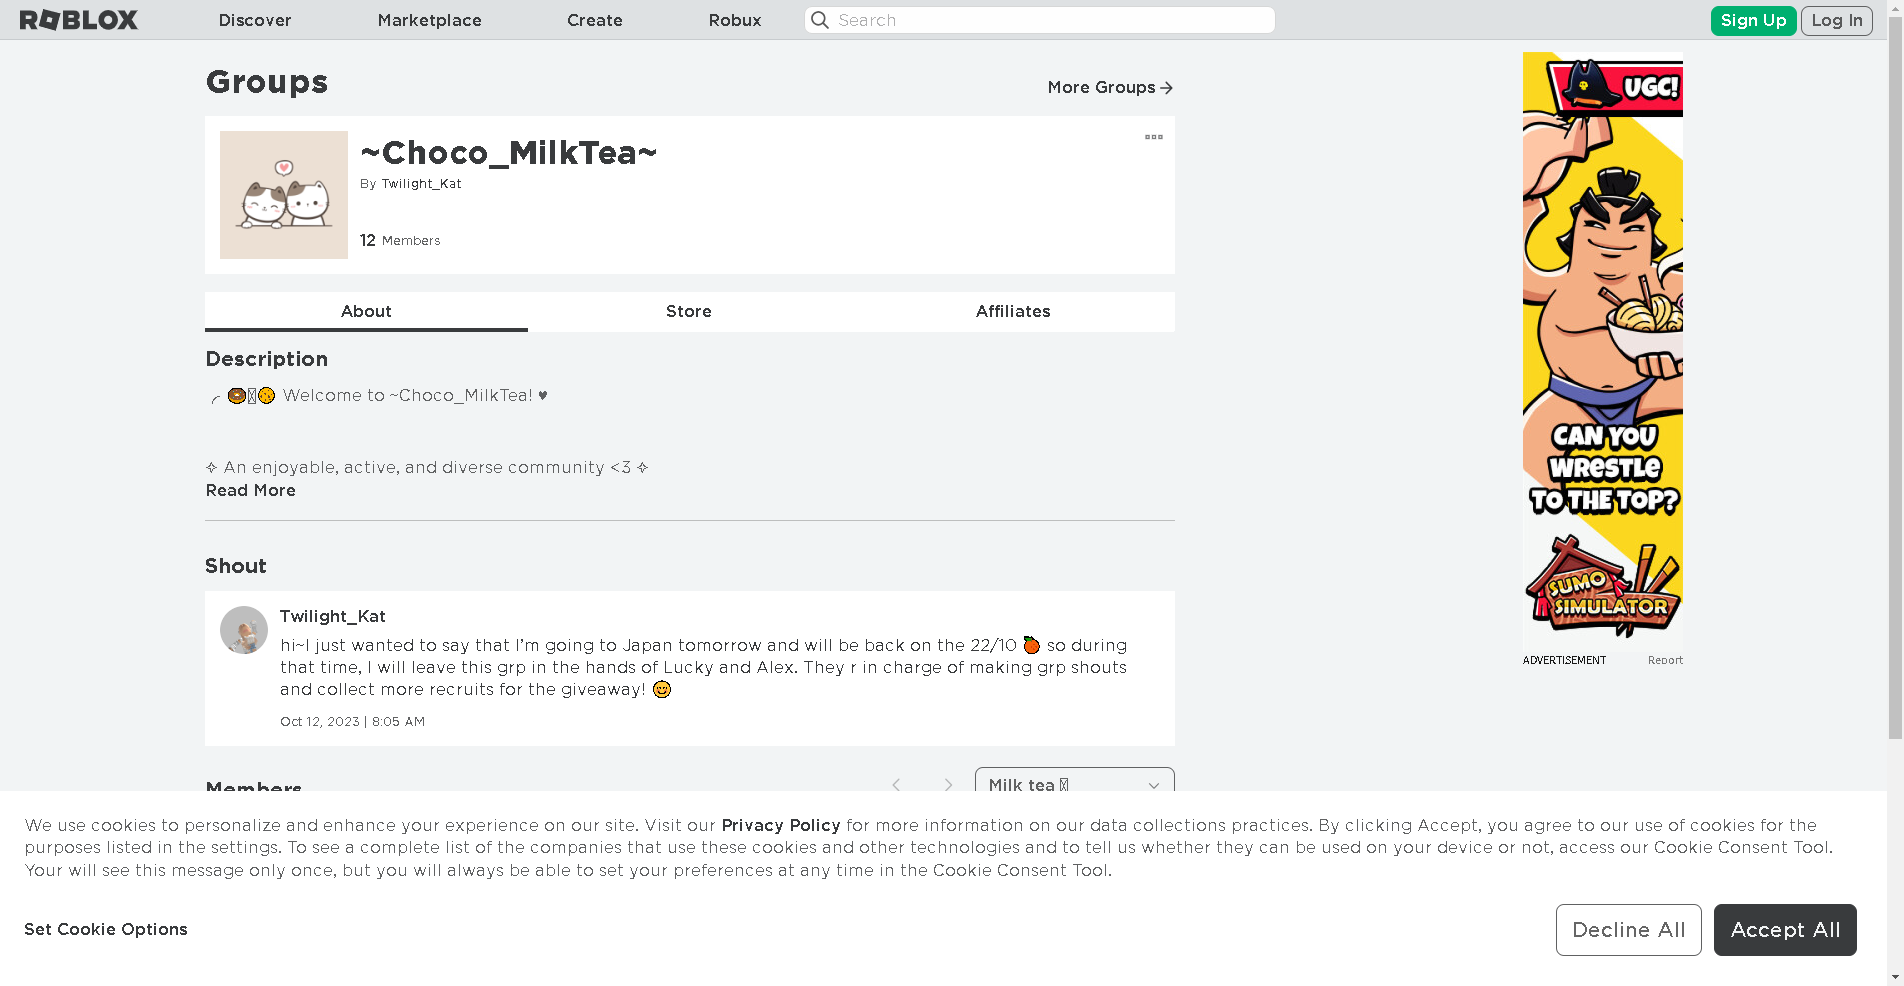 ROBLOX Discover Marketplace Create Robux Search Sign Up Log In
Groups
More Groups
~Choco_MilkTea~
By Twilight_Kat
12 Members
About Store Affiliates
Description
╭ 🍩🧋🍪 Welcome to ~Choco_MilkTea! ♥
✧ An enjoyable, active, and diverse community <3 ✧
Read More
Shout
Twilight_Kat
hi~I just wanted to say that I’m going to Japan tomorrow and will be back on the 22/10 🍊 so during
that time, I will leave this grp in the hands of Lucky and Alex. They r in charge of making grp shouts
and collect more recruits for the giveaway! 😊
Oct 12, 2023 | 8:05 AM
Members
Milk tea
UGC!
CAN YOU
WRESTLE
TO THE TOP?
SUMO
SIMULATOR
ADVERTISEMENT Report
We use cookies to personalize and enhance your experience on our site. Visit our Privacy Policy for more information on our data collections practices. By clicking Accept, you agree to our use of cookies for the
purposes listed in the settings. To see a complete list of the companies that use these cookies and other technologies and to tell us whether they can be used on your device or not, access our Cookie Consent Tool.
Your will see this message only once, but you will always be able to set your preferences at any time in the Cookie Consent Tool.
Set Cookie Options
Decline All
Accept All